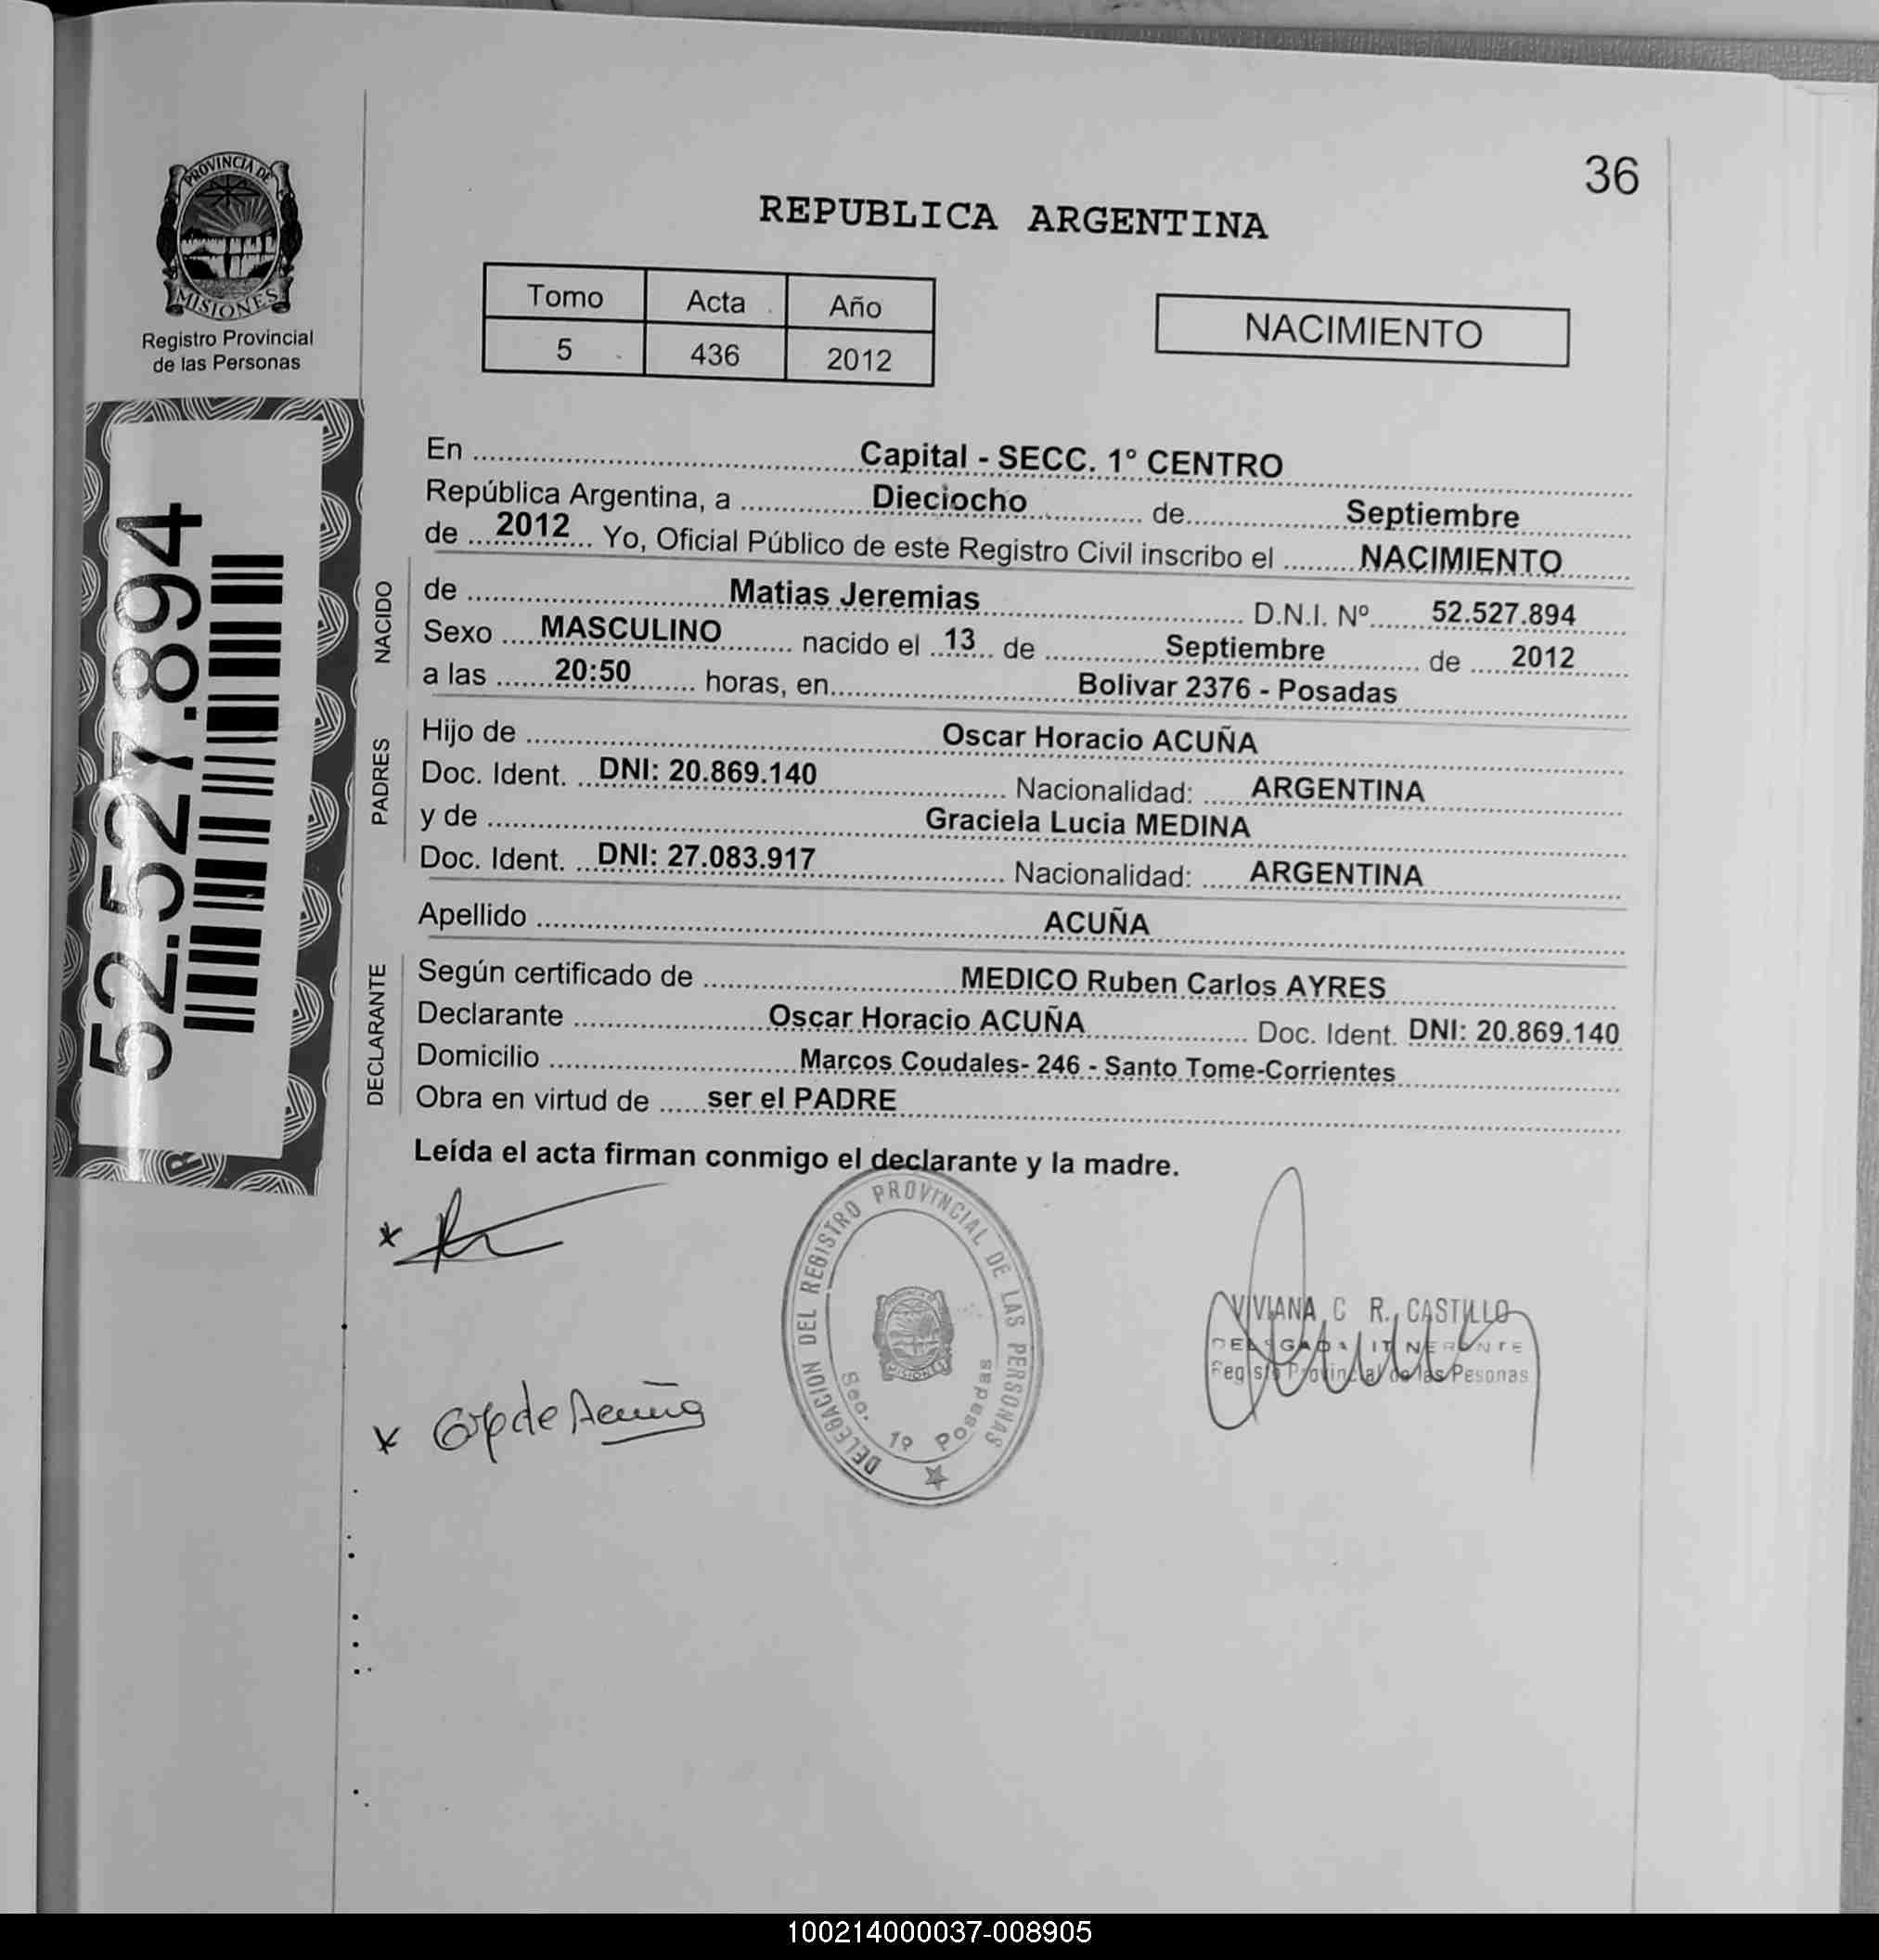 36
PROVINCIA DE
MISIONES
Registro Provincial
de las Personas
REPUBLICA ARGENTINA
Tomo Acta Año
5 436 2012
NACIMIENTO
52.527.894
En Capital - SECC. 1° CENTRO
República Argentina, a Dieciocho de Septiembre
de 2012 Yo, Oficial Público de este Registro Civil inscribo el NACIMIENTO
NACIDO
de Matias Jeremias D.N.I. Nº 52.527.894
Sexo MASCULINO nacido el 13 de Septiembre de 2012
a las 20:50 horas, en Bolivar 2376 - Posadas
PADRES
Hijo de Oscar Horacio ACUÑA
Doc. Ident. DNI: 20.869.140 Nacionalidad: ARGENTINA
y de Graciela Lucia MEDINA
Doc. Ident. DNI: 27.083.917 Nacionalidad: ARGENTINA
Apellido ACUÑA
DECLARANTE
Según certificado de MEDICO Ruben Carlos AYRES
Declarante Oscar Horacio ACUÑA Doc. Ident. DNI: 20.869.140
Domicilio Marcos Coudales- 246 - Santo Tome-Corrientes
Obra en virtud de ser el PADRE
Leída el acta firman conmigo el declarante y la madre.
DELEGACION DEL REGISTRO PROVINCIAL DE LAS PERSONAS
Sec. 1º Posadas
VIVIANA C R. CASTILLO
DELEGADA ITINERANTE
Registro Provincial de las Pesonas
de Acuña
100214000037-008905